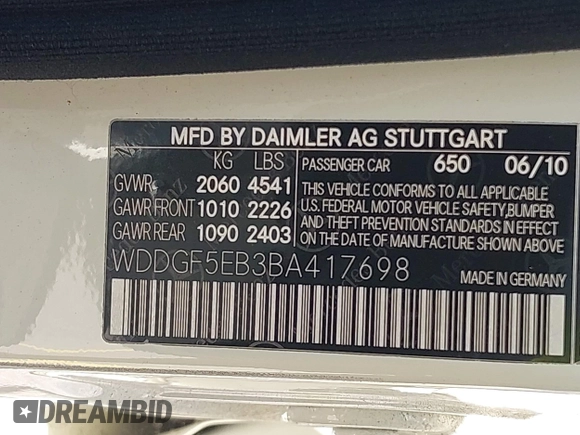 MFD BY DAIMLER AG STUTTGART
KG LBS PASSENGER CAR 650 06/10
GVWR 2060 4541 THIS VEHICLE CONFORMS TO ALL APPLICABLE
GAWR FRONT 1010 2226 U.S. FEDERAL MOTOR VEHICLE SAFETY, BUMPER
GAWR REAR 1090 2403 AND THEFT PREVENTION STANDARDS IN EFFECT
ON THE DATE OF MANUFACTURE SHOWN ABOVE.
WDDGF5EB3BA417698 MADE IN GERMANY
DREAMBID